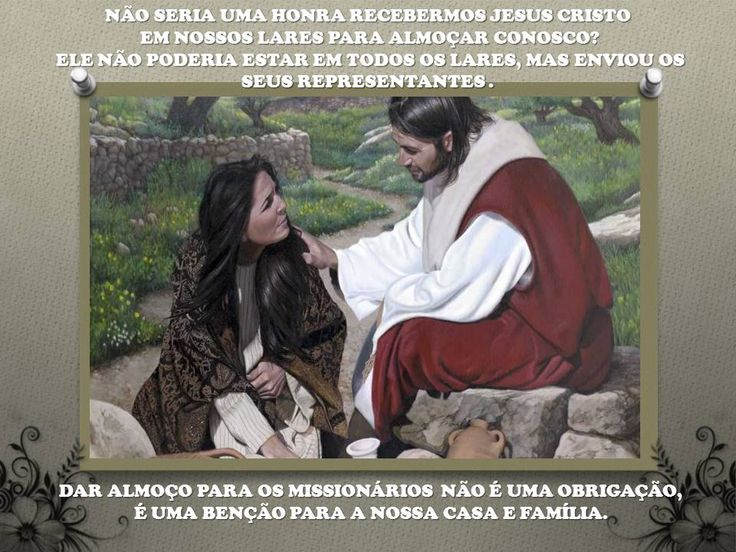 NÃO SERIA UMA HONRA RECEBERMOS JESUS CRISTO
EM NOSSOS LARES PARA ALMOÇAR CONOSCO?
ELE NÃO PODERIA ESTAR EM TODOS OS LARES, MAS ENVIOU OS
SEUS REPRESENTANTES .
DAR ALMOÇO PARA OS MISSIONÁRIOS NÃO É UMA OBRIGAÇÃO,
É UMA BENÇÃO PARA A NOSSA CASA E FAMÍLIA.